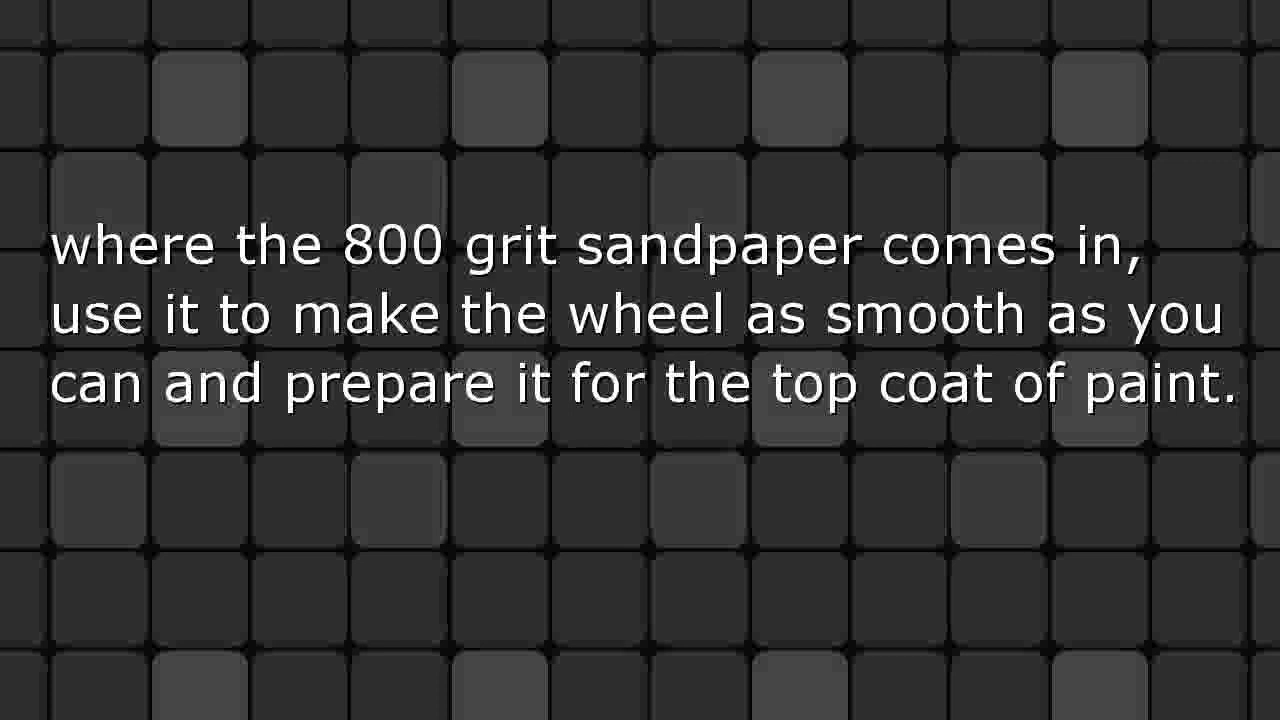 where the 800 grit sandpaper comes in,
use it to make the wheel as smooth as you
can and prepare it for the top coat of paint.